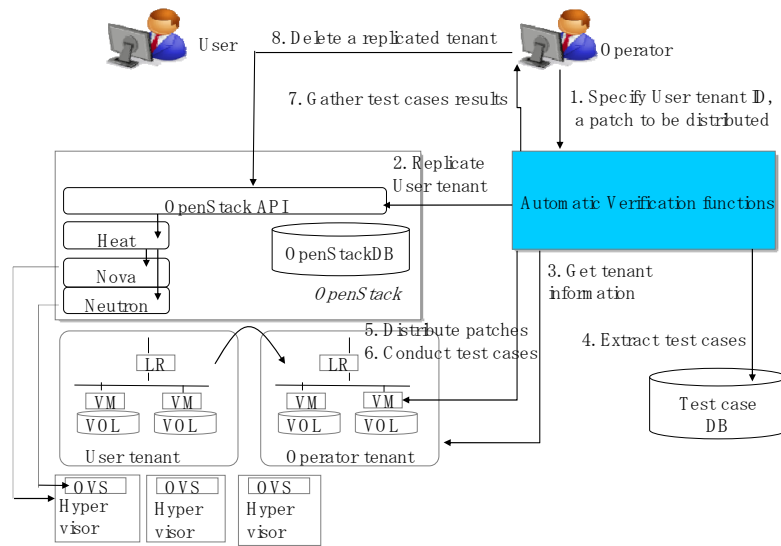 User
8. Delete a replicated tenant
Operator
7. Gather test cases results
1. Specify User tenant ID,
a patch to be distributed
2. Replicate
User tenant
OpenStack API
Heat
Nova
Neutron
OpenStackDB
OpenStack
Automatic Verification functions
3. Get tenant
information
5. Distribute patches
6. Conduct test cases
4. Extract test cases
LR
VM
VM
VOL
VOL
User tenant
LR
VM
VM
VOL
VOL
Operator tenant
Test case
DB
OVS
Hyper
visor
OVS
Hyper
visor
OVS
Hyper
visor